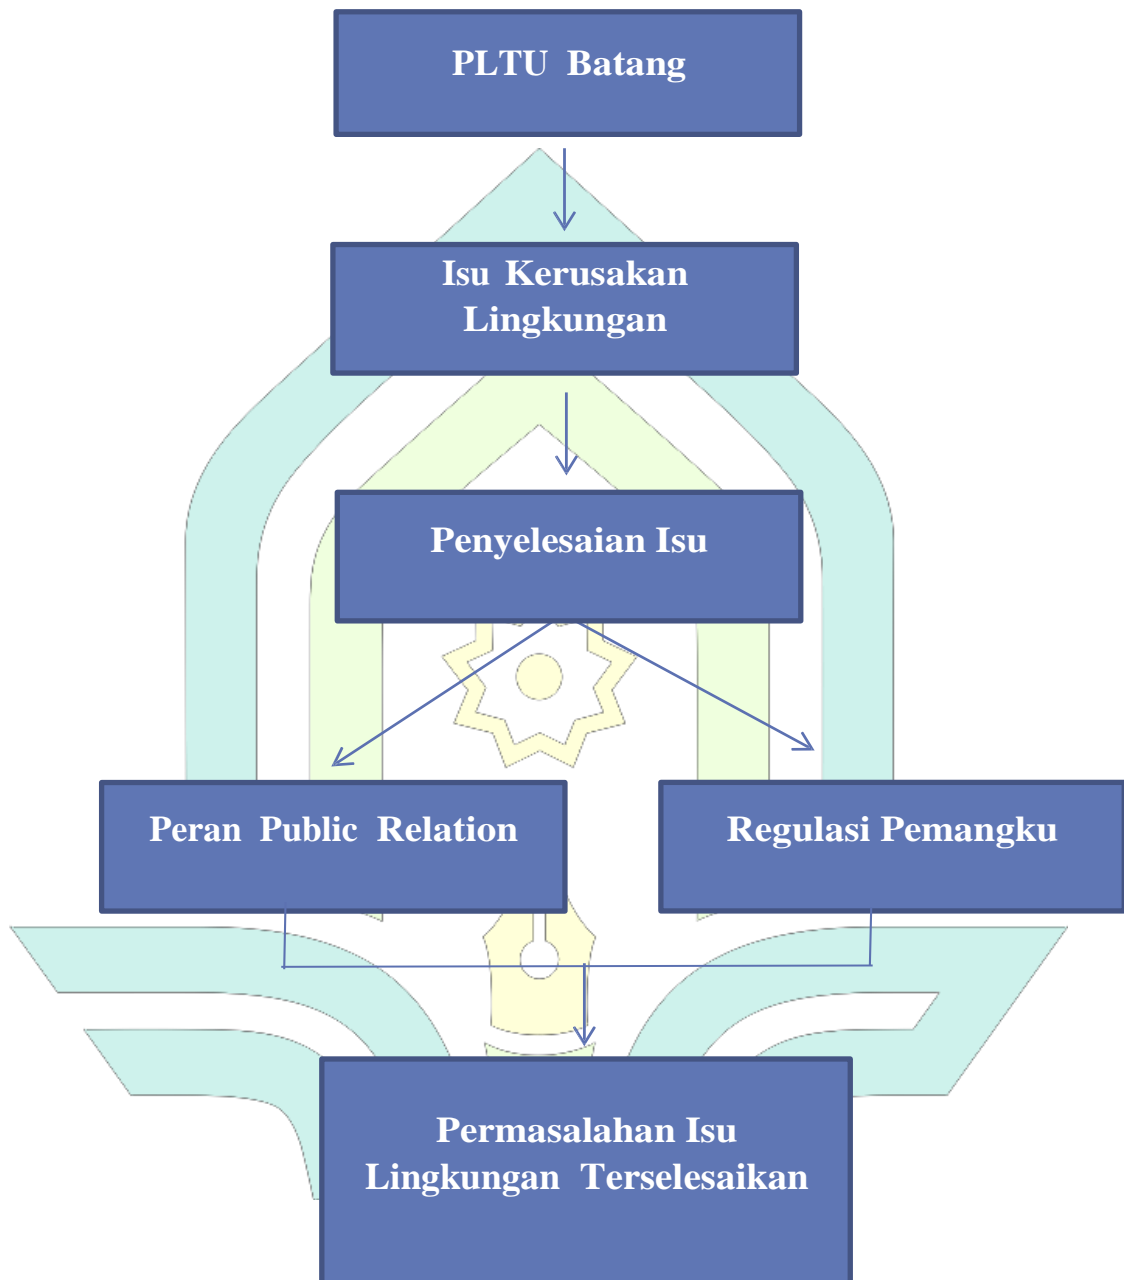 PLTU Batang
Isu Kerusakan
Lingkungan
Penyelesaian Isu
Peran Public Relation
Regulasi Pemangku
Permasalahan Isu
Lingkungan Terselesaikan